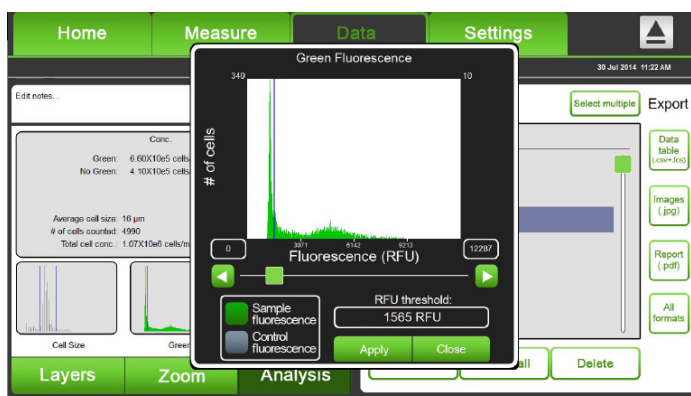 Home
Measure
Data
Settings
30 Jul 2014 11:22 AM
Edit notes...
Select multiple
Export
Conc.
Green: 6.60X10e5 cells
No Green: 4.10X10e5 cells
Average cell size: 16 µm
# of cells counted: 4990
Total cell conc.: 1.07X10e6 cells/m
Cell Size
Gree
Green Fluorescence
340
10
# of cells
0
3071
6142
9213
12287
Fluorescence (RFU)
Sample
fluorescence
Control
fluorescence
RFU threshold:
1565 RFU
Apply
Close
Data
table
(.csv+.fcs)
Images
(.jpg)
Report
(.pdf)
All
formats
all
Delete
Layers
Zoom
Analysis